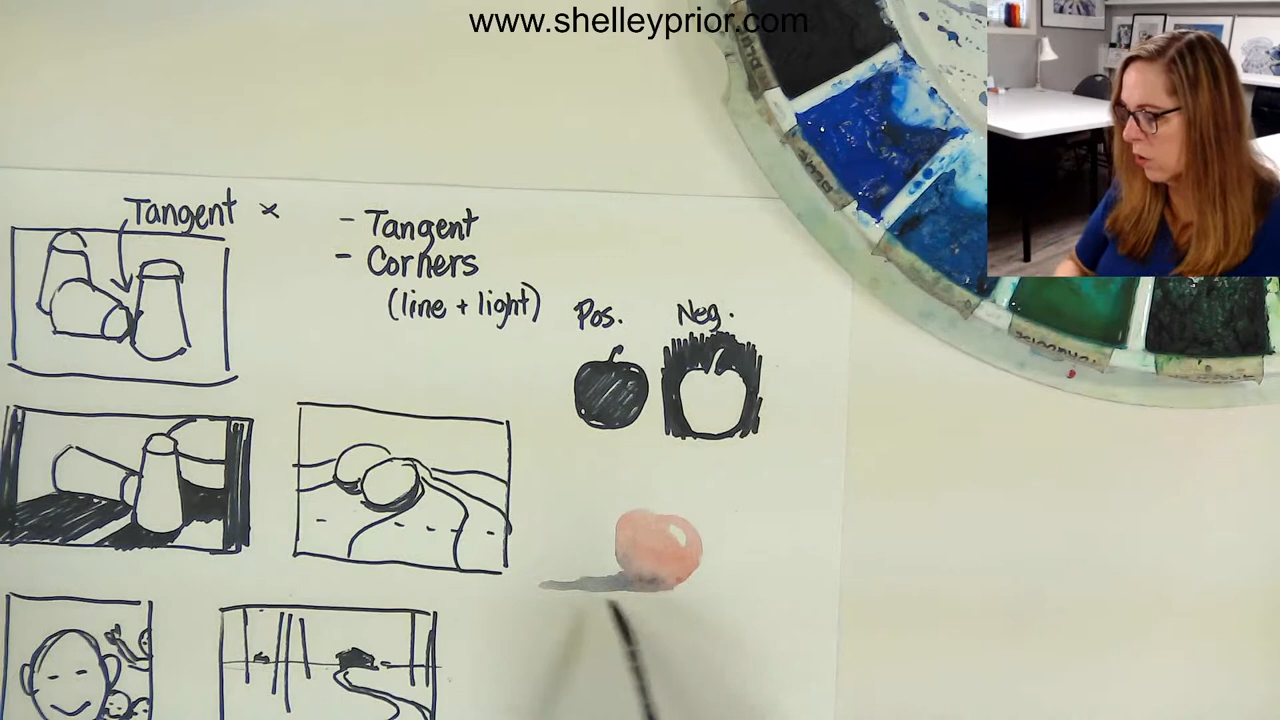 www.shelleyprior.com
Tangent x
- Tangent
- Corners
(line + light)
Pos.
Neg.